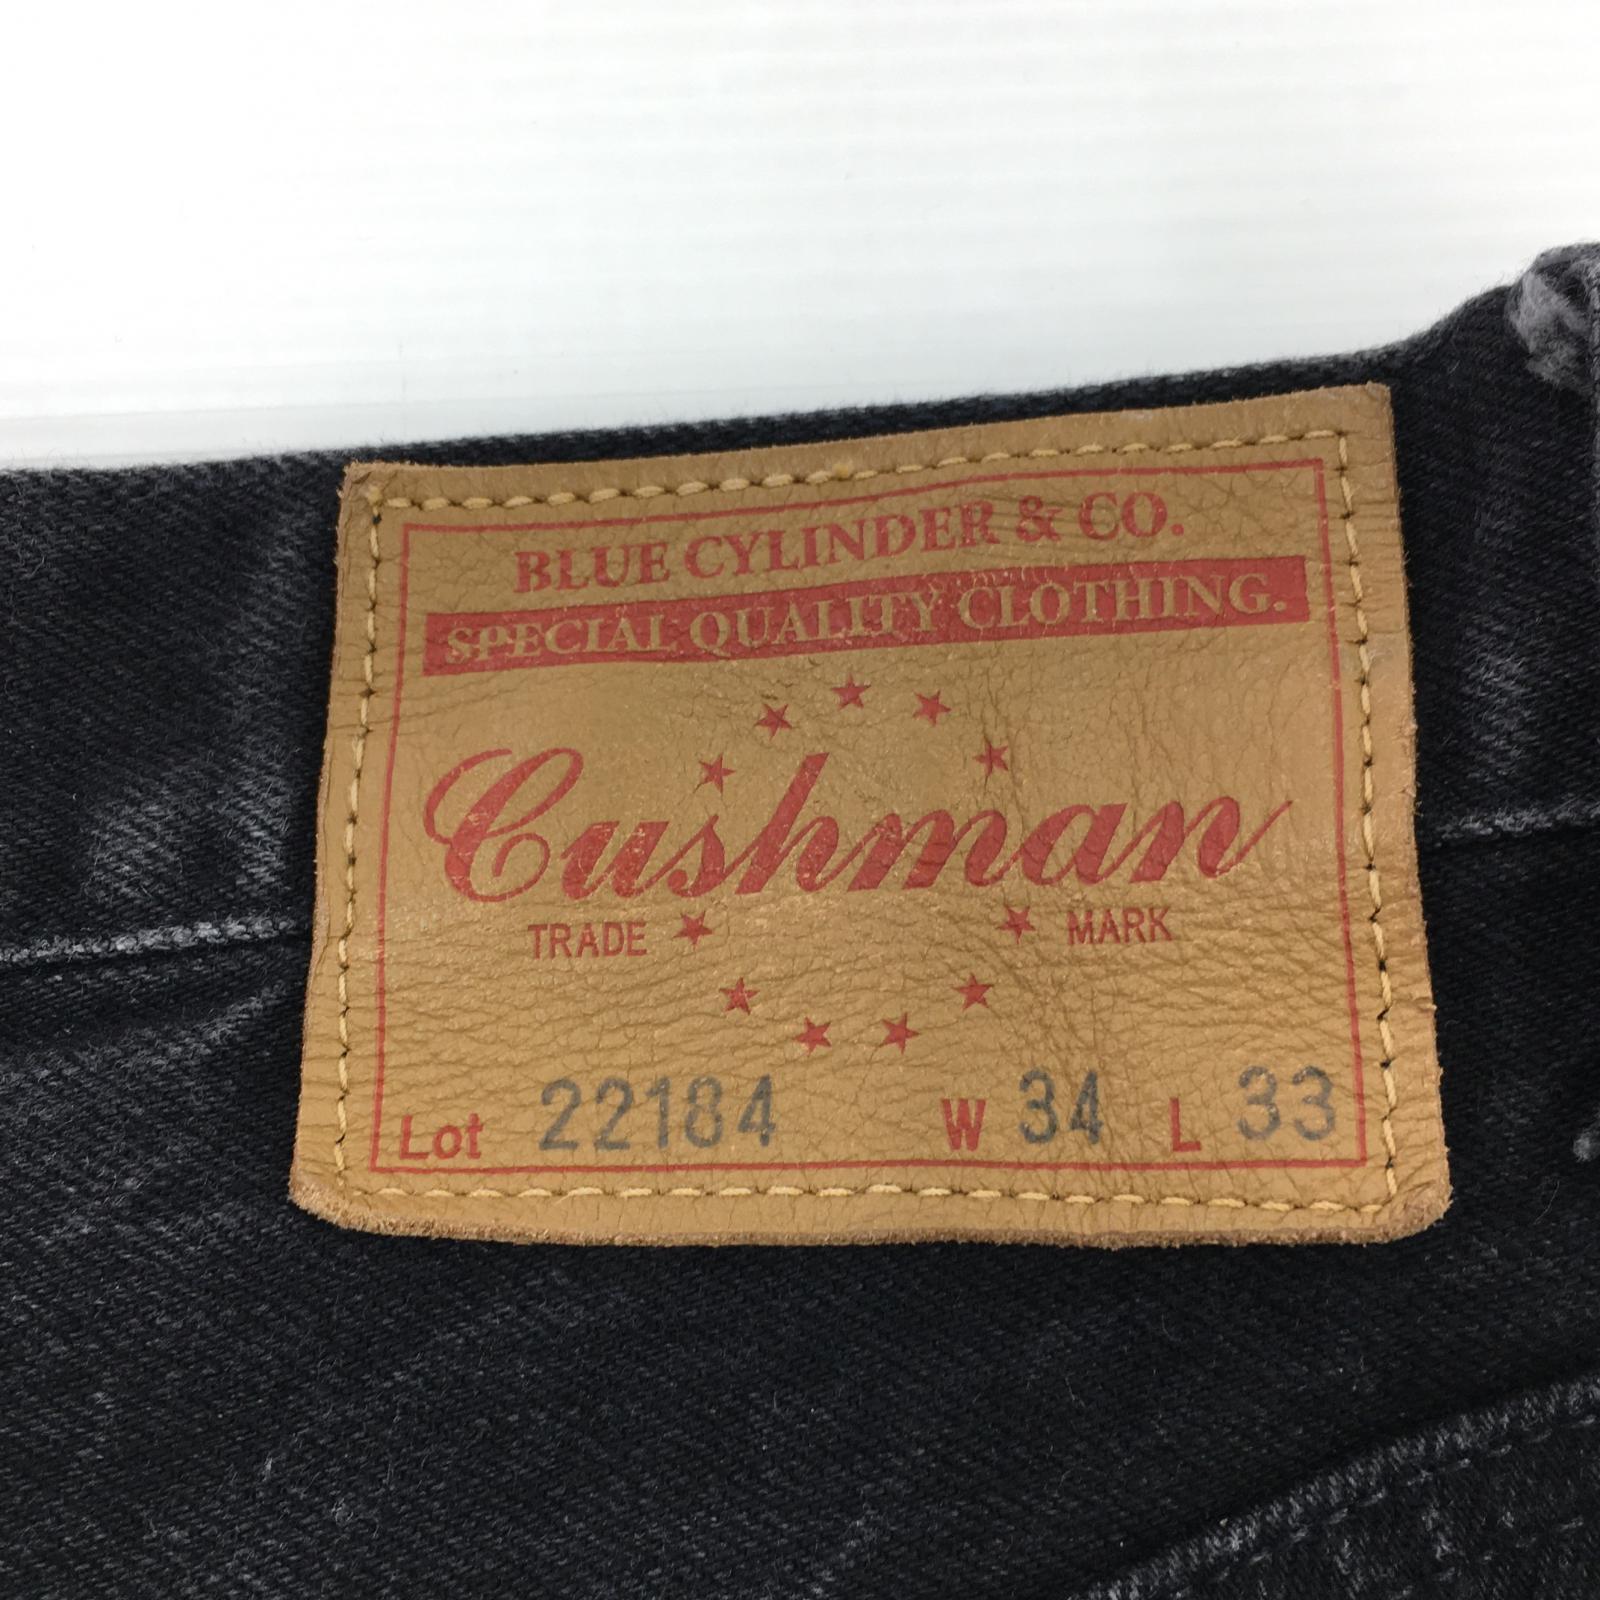 BLUE CYLINDER & CO.
SPECIAL QUALITY CLOTHING.
Cushman
TRADE MARK
Lot 22184 W 34 L 33